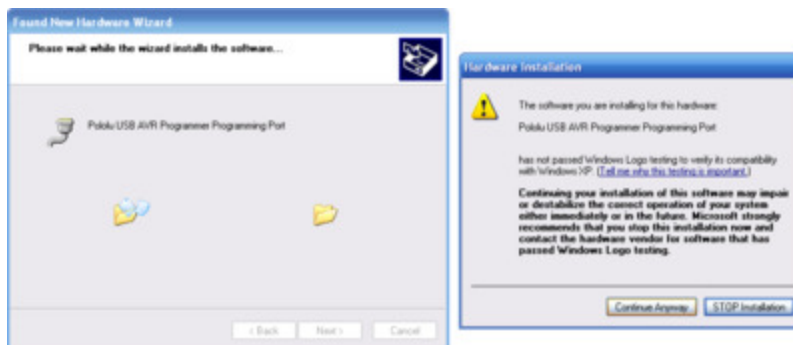 Found New Hardware Wizard
Please wait while the wizard installs the software...
Pololu USB AVR Programmer Programming Port
< Back
Next >
Cancel
Hardware Installation
The software you are installing for this hardware:
Pololu USB AVR Programmer Programming Port
has not passed Windows Logo testing to verify its compatibility
with Windows XP. (Tell me why this testing is important.)
Continuing your installation of this software may impair
or destabilize the correct operation of your system
either immediately or in the future. Microsoft strongly
recommends that you stop this installation now and
contact the hardware vendor for software that has
passed Windows Logo testing.
Continue Anyway
STOP Installation